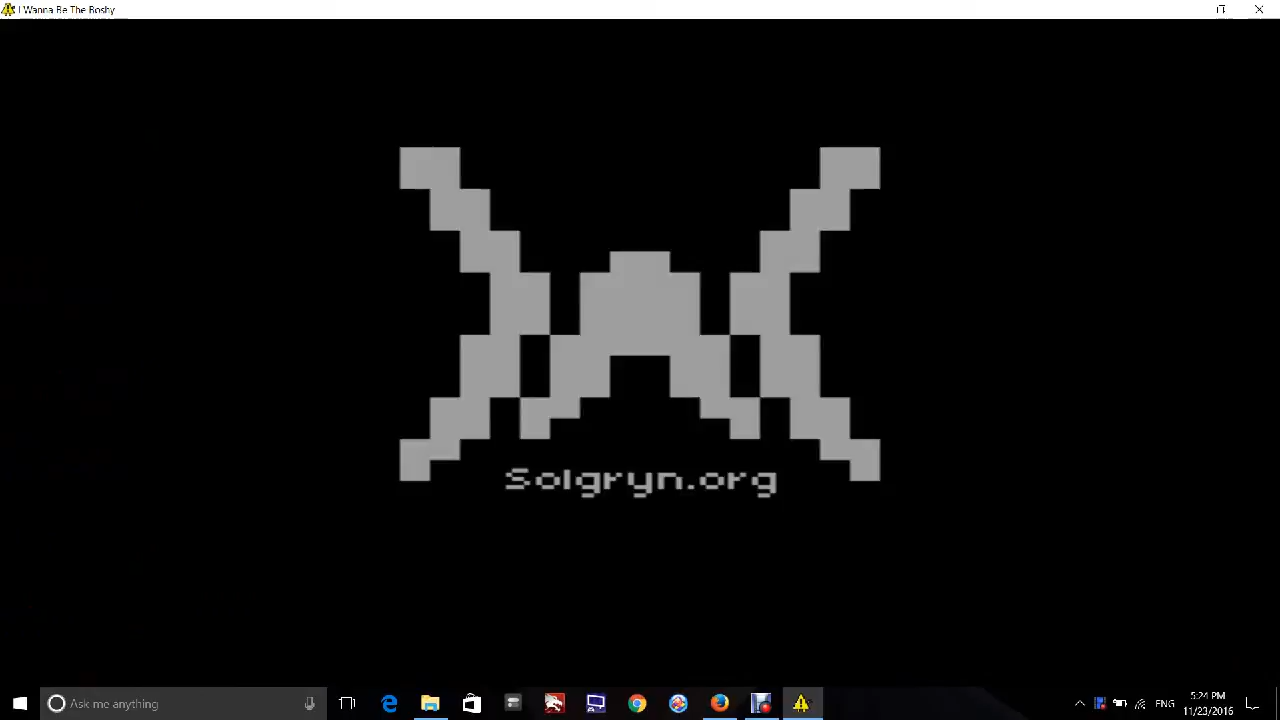 I Wanna Be The Boshy
Solgryn.org
Ask me anything
ENG
5:24 PM
11/23/2016